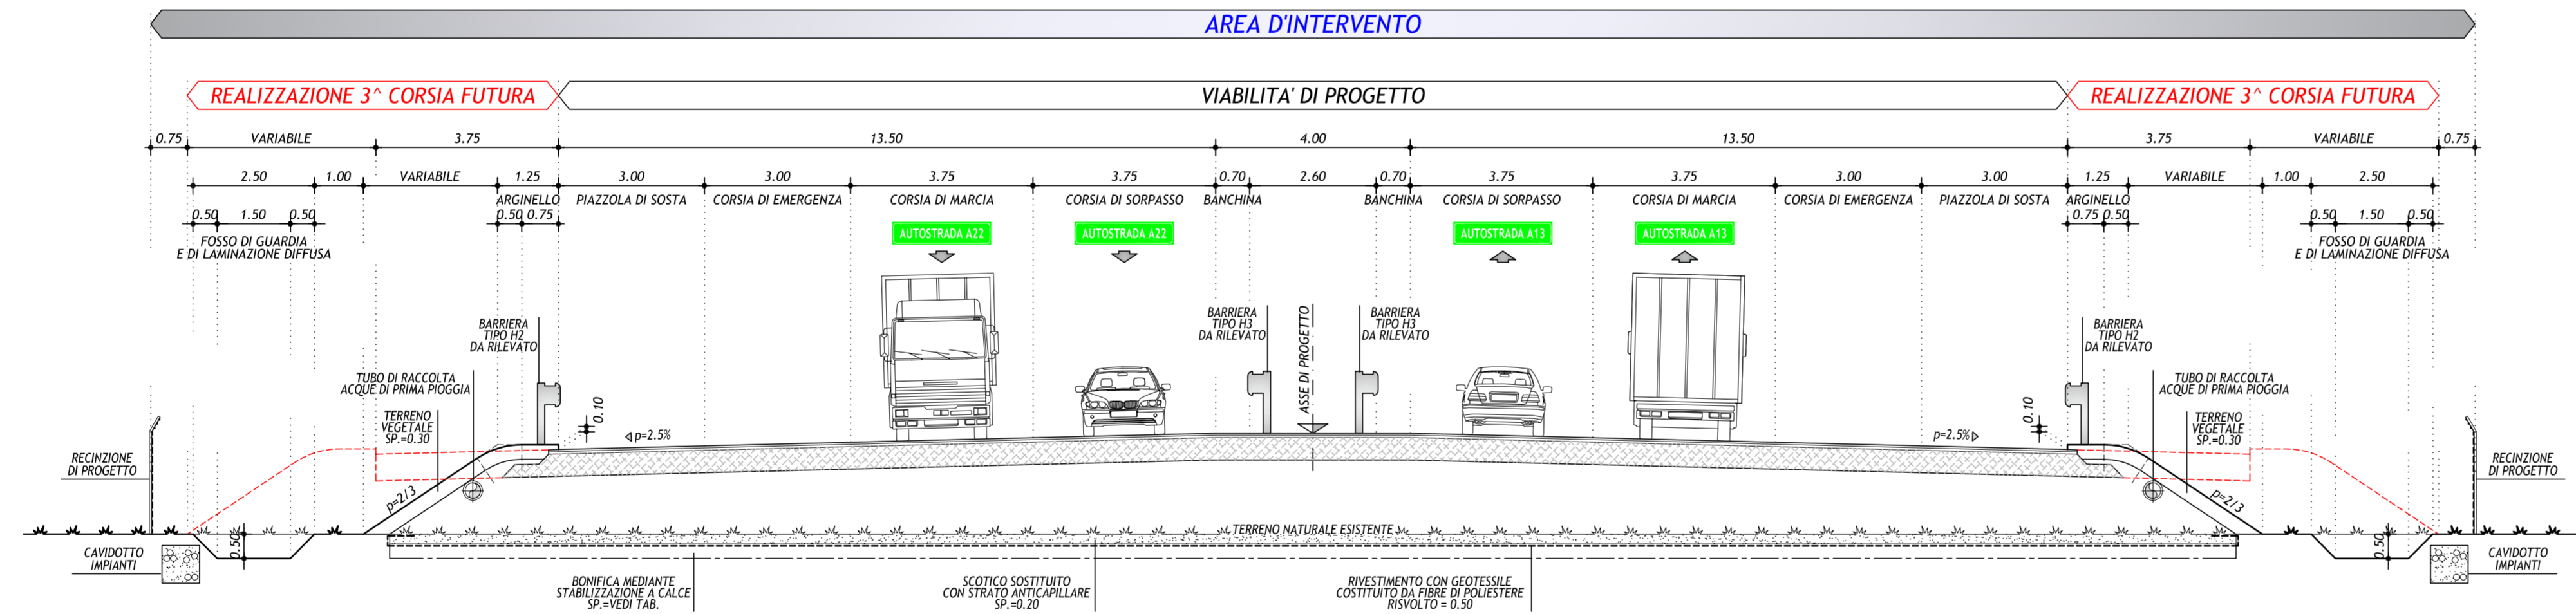 AREA D'INTERVENTO
REALIZZAZIONE 3^ CORSIA FUTURA
VIABILITA' DI PROGETTO
REALIZZAZIONE 3^ CORSIA FUTURA
0.75 VARIABILE 3.75 13.50 4.00 13.50 3.75 VARIABILE 0.75
2.50 1.00 VARIABILE 1.25 3.00 3.00 3.75 3.75 0.70 2.60 0.70 3.75 3.75 3.00 3.00 1.25 VARIABILE 1.00 2.50
ARGINELLO PIAZZOLA DI SOSTA CORSIA DI EMERGENZA CORSIA DI MARCIA CORSIA DI SORPASSO BANCHINA BANCHINA CORSIA DI SORPASSO CORSIA DI MARCIA CORSIA DI EMERGENZA PIAZZOLA DI SOSTA ARGINELLO
0.50 1.50 0.50 0.50 0.75 0.75 0.50 0.50 1.50 0.50
FOSSO DI GUARDIA
E DI LAMINAZIONE DIFFUSA
AUTOSTRADA A22
AUTOSTRADA A22
AUTOSTRADA A13
AUTOSTRADA A13
FOSSO DI GUARDIA
E DI LAMINAZIONE DIFFUSA
BARRIERA
TIPO H2
DA RILEVATO
BARRIERA
TIPO H3
DA RILEVATO
ASSE DI PROGETTO
BARRIERA
TIPO H3
DA RILEVATO
BARRIERA
TIPO H2
DA RILEVATO
TUBO DI RACCOLTA
ACQUE DI PRIMA PIOGGIA
TERRENO
VEGETALE
SP.=0.30
0.10
p=2.5%
p=2.5%
0.10
TUBO DI RACCOLTA
ACQUE DI PRIMA PIOGGIA
TERRENO
VEGETALE
SP.=0.30
RECINZIONE
DI PROGETTO
p=2/3
p=2/3
RECINZIONE
DI PROGETTO
TERRENO NATURALE ESISTENTE
CAVIDOTTO
IMPIANTI
0.50
0.50
CAVIDOTTO
IMPIANTI
BONIFICA MEDIANTE
STABILIZZAZIONE A CALCE
SP.=VEDI TAB.
SCOTICO SOSTITUITO
CON STRATO ANTICAPILLARE
SP.=0.20
RIVESTIMENTO CON GEOTESSILE
COSTITUITO DA FIBRE DI POLIESTERE
RISVOLTO = 0.50